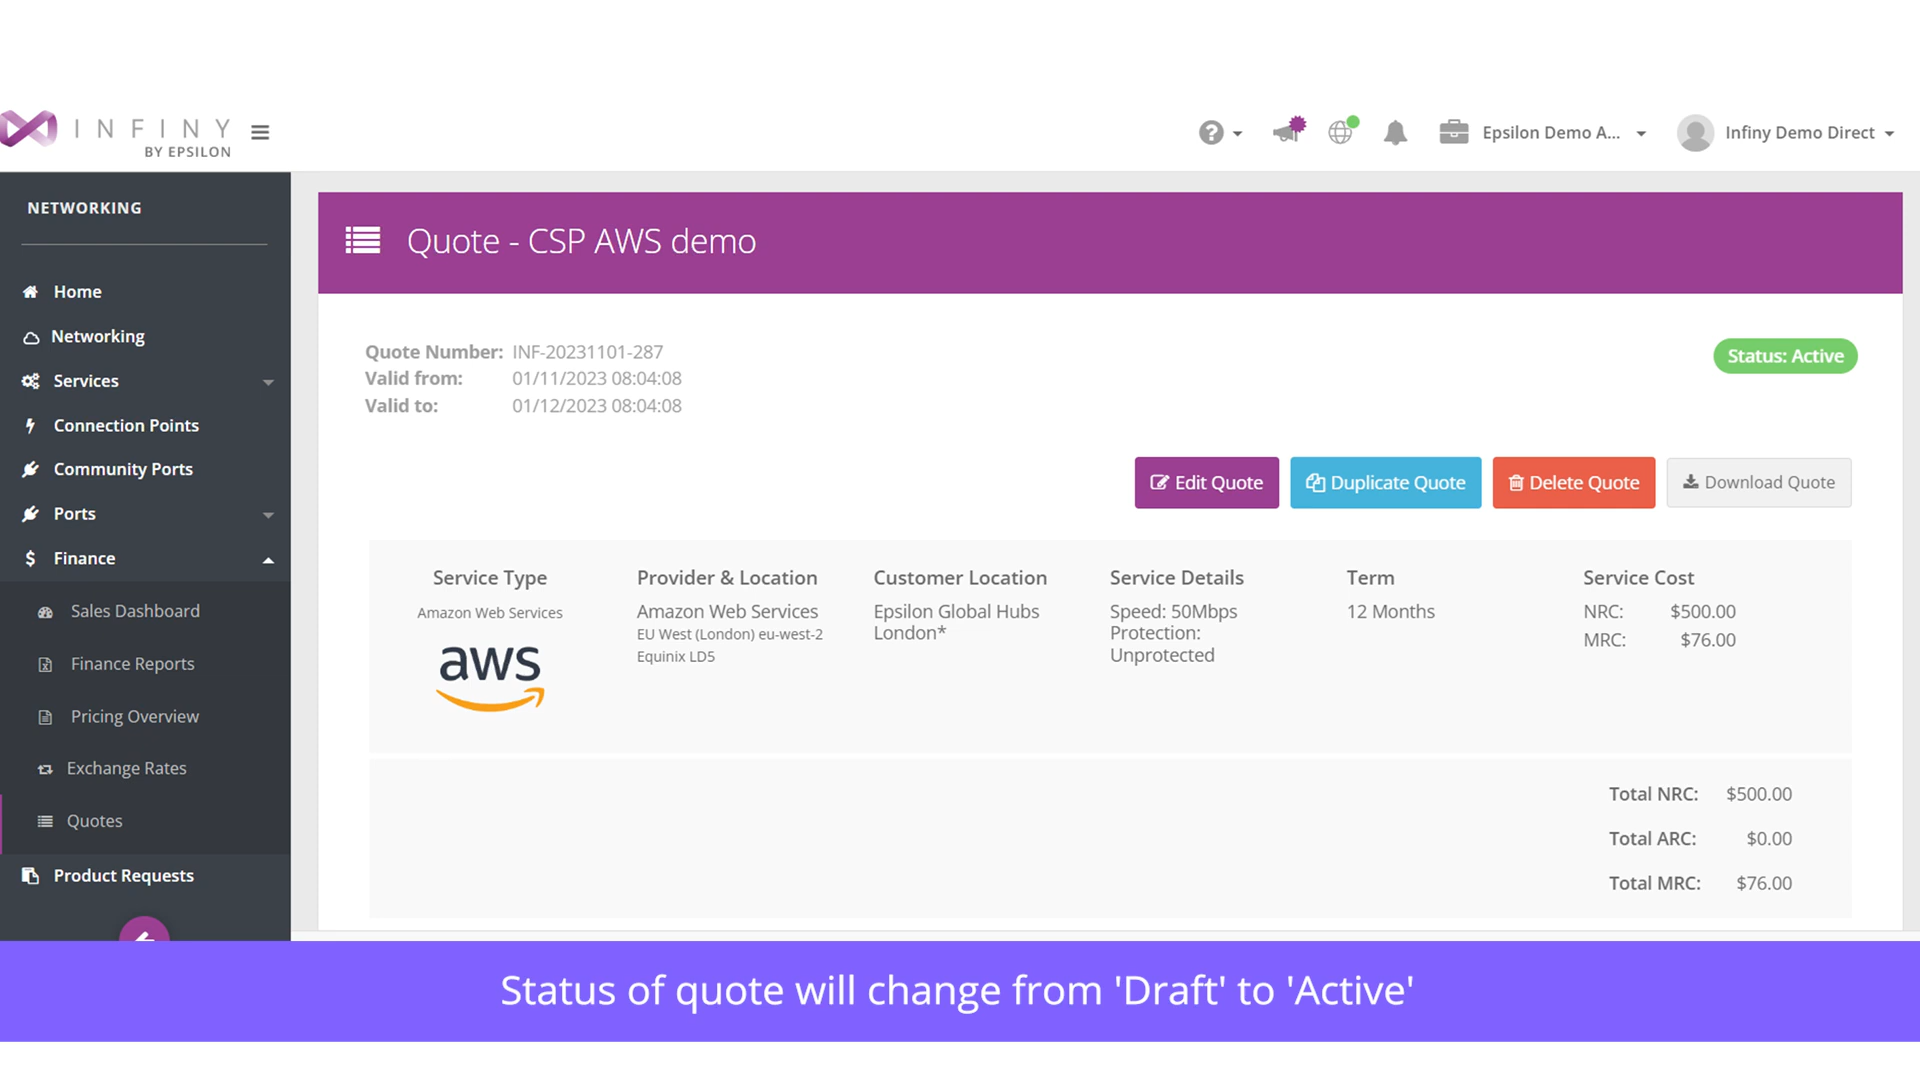 INFINY
BY EPSILON
Epsilon Demo A...
Infiny Demo Direct
NETWORKING
Home
Networking
Services
Connection Points
Community Ports
Ports
Finance
Sales Dashboard
Finance Reports
Pricing Overview
Exchange Rates
Quotes
Product Requests
Quote - CSP AWS demo
Quote Number: INF-20231101-287
Valid from: 01/11/2023 08:04:08
Valid to: 01/12/2023 08:04:08
Status: Active
Edit Quote
Duplicate Quote
Delete Quote
Download Quote
Service Type
Amazon Web Services
aws
Provider & Location
Amazon Web Services
EU West (London) eu-west-2
Equinix LD5
Customer Location
Epsilon Global Hubs
London*
Service Details
Speed: 50Mbps
Protection:
Unprotected
Term
12 Months
Service Cost
NRC: $500.00
MRC: $76.00
Total NRC: $500.00
Total ARC: $0.00
Total MRC: $76.00
Status of quote will change from 'Draft' to 'Active'